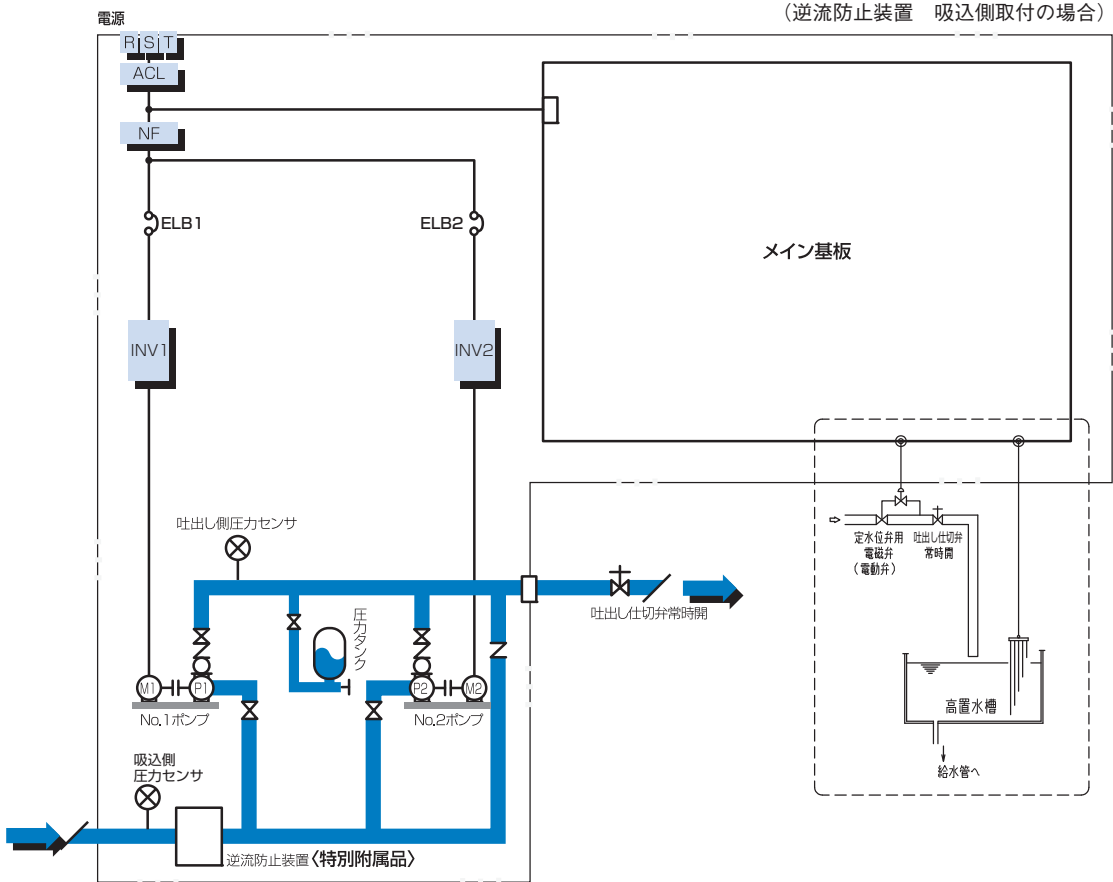 (逆流防止装置　吸込側取付の場合)
電源
R S T
ACL
NF
ELB1
ELB2
メイン基板
INV1
INV2
吐出し側圧力センサ
定水位弁用
電磁弁
(電動弁)
吐出し仕切弁
常時開
吐出し仕切弁常時開
圧力タンク
M1
P1
P2
M2
No.1ポンプ
No.2ポンプ
高置水槽
給水管へ
吸込側
圧力センサ
逆流防止装置〈特別附属品〉